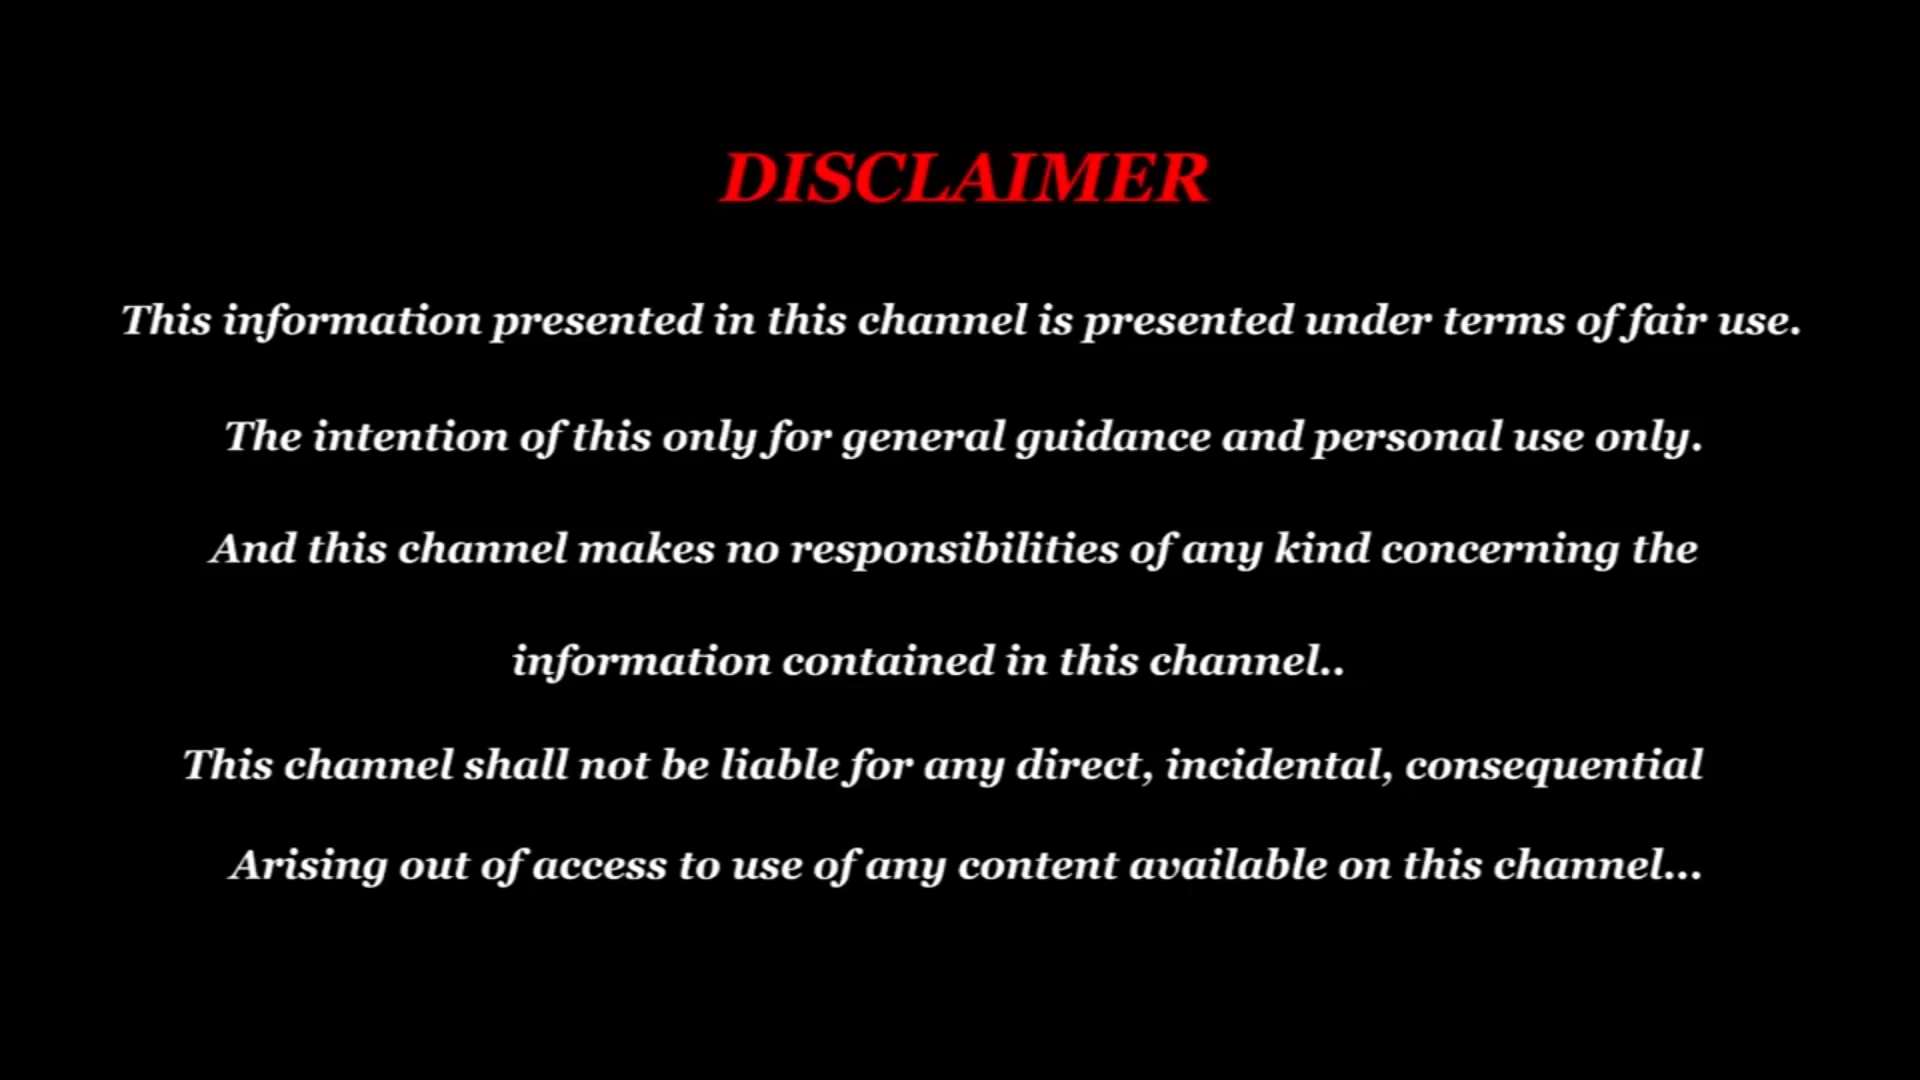 DISCLAIMER
This information presented in this channel is presented under terms of fair use.
The intention of this only for general guidance and personal use only.
And this channel makes no responsibilities of any kind concerning the
information contained in this channel..
This channel shall not be liable for any direct, incidental, consequential
Arising out of access to use of any content available on this channel...